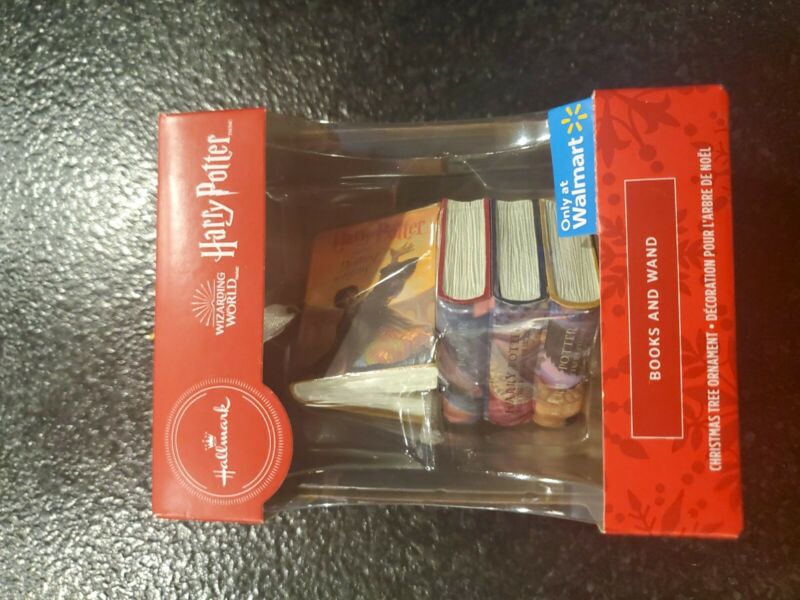 Hallmark
WIZARDING
WORLD
Harry Potter
Only at
Walmart
Harry Potter
HARRY POTTER
POTTER
BOOKS AND WAND
CHRISTMAS TREE ORNAMENT • DÉCORATION POUR L'ARBRE DE NOËL